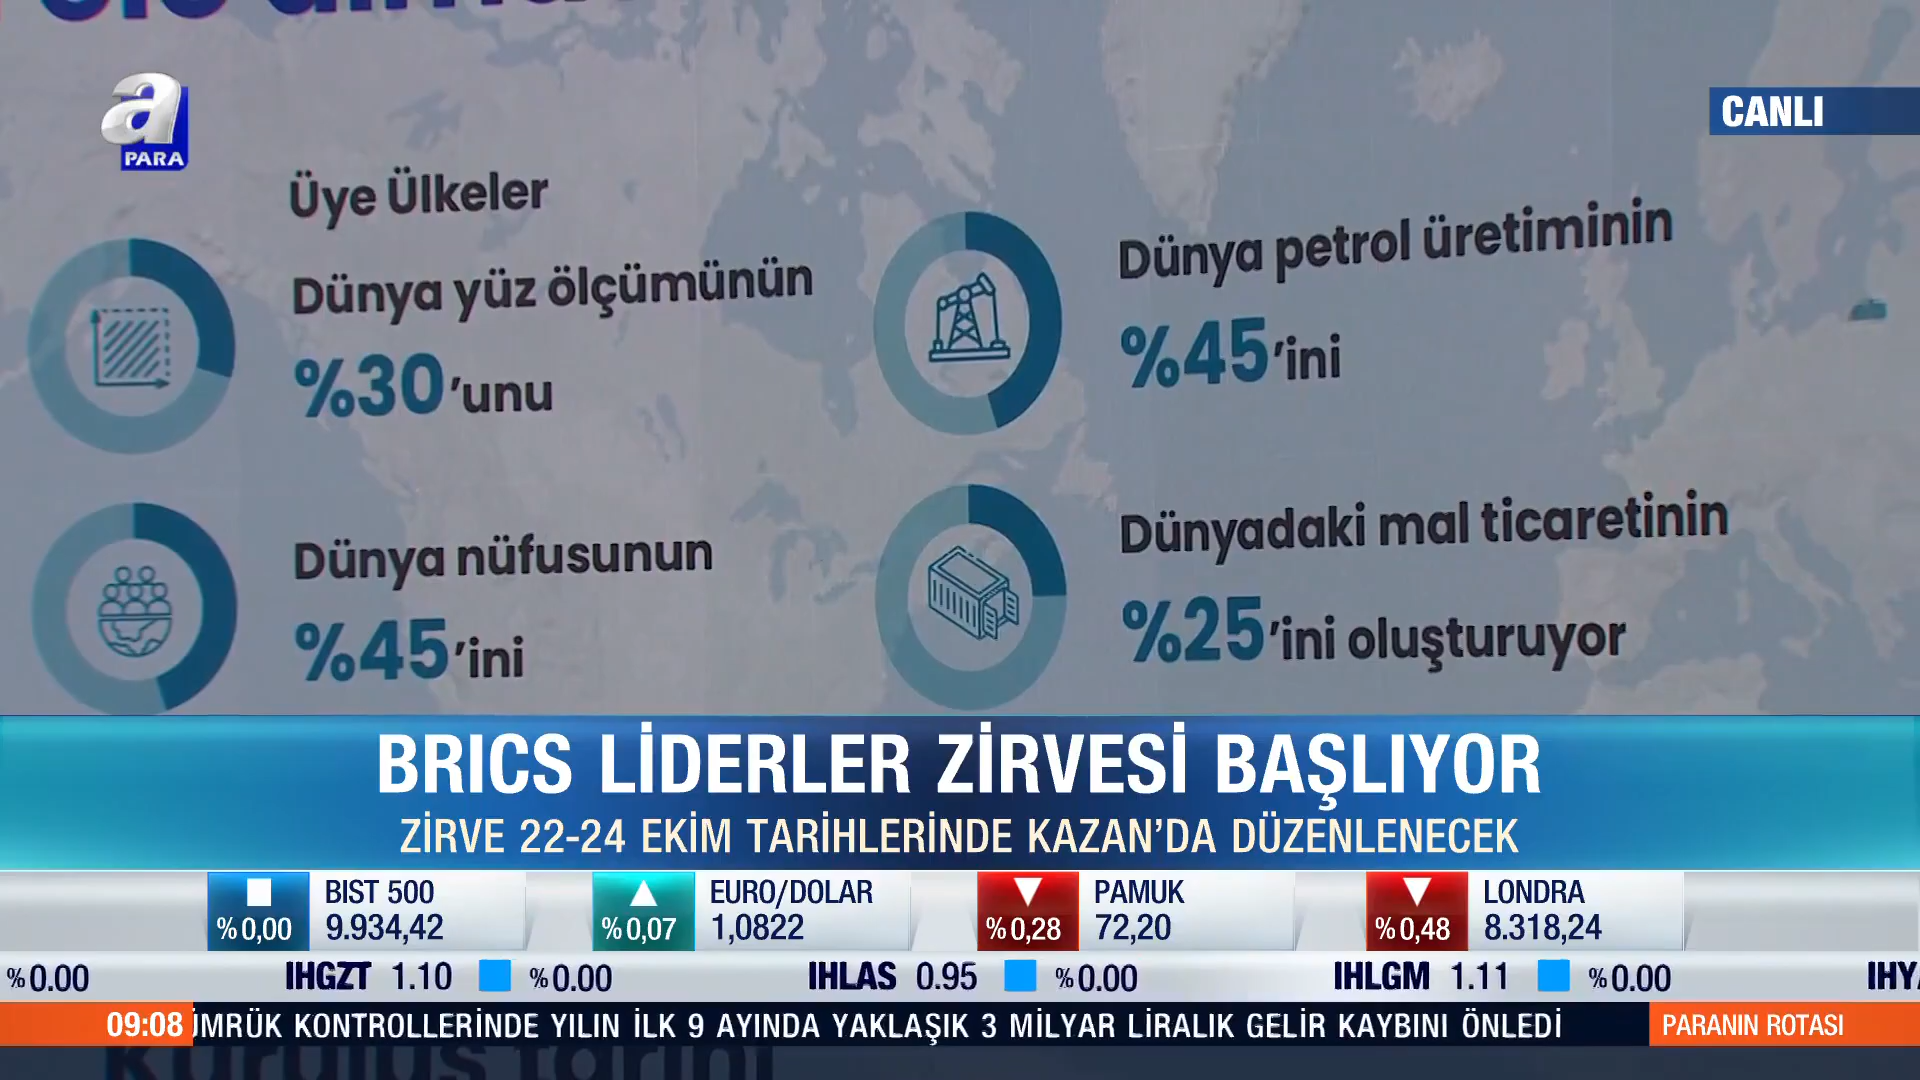 a
PARA
CANLI
Üye Ülkeler
Dünya yüz ölçümünün
%30'unu
Dünya petrol üretiminin
%45'ini
Dünya nüfusunun
%45'ini
Dünyadaki mal ticaretinin
%25'ini oluşturuyor
BRICS LİDERLER ZİRVESİ BAŞLIYOR
ZİRVE 22-24 EKİM TARİHLERİNDE KAZAN'DA DÜZENLENECEK
BIST 500
%0,00 9.934,42
EURO/DOLAR
%0,07 1,0822
PAMUK
%0,28 72,20
LONDRA
%0,48 8.318,24
%0.00 IHGZT 1.10 %0.00 IHLAS 0.95 %0.00 IHLGM 1.11 %0.00
09:08 KONTROLLERİNDE YILIN İLK 9 AYINDA YAKLAŞIK 3 MİLYAR LİRALIK GELİR KAYBINI ÖNLEDİ PARANIN ROTASI